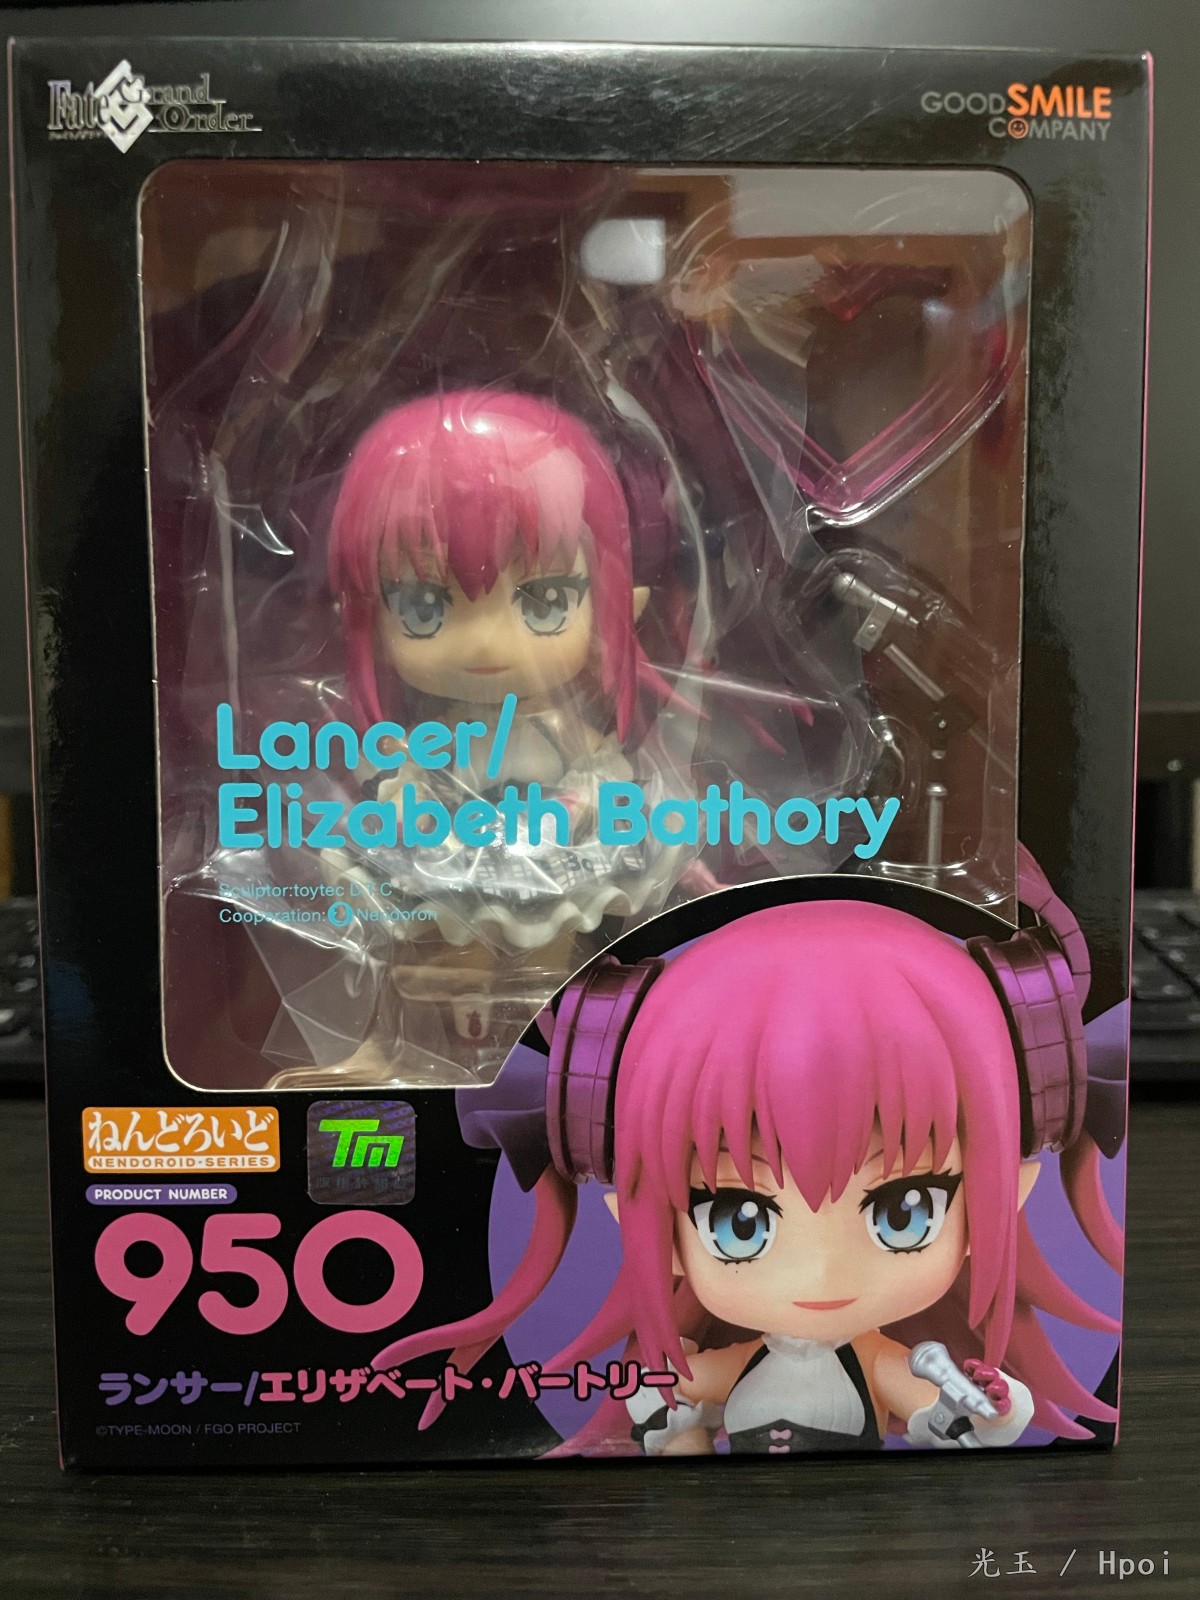 Fate Grand Order
GOOD SMILE COMPANY
Lancer/
Elizabeth Bathory
Sculptor:toytec D.T.C
Cooperation: Nendoron
ねんどろいど
NENDOROID·SERIES
TM
PRODUCT NUMBER
950
ランサー/エリザベート・バートリー
©TYPE-MOON / FGO PROJECT
光玉 / Hpoi